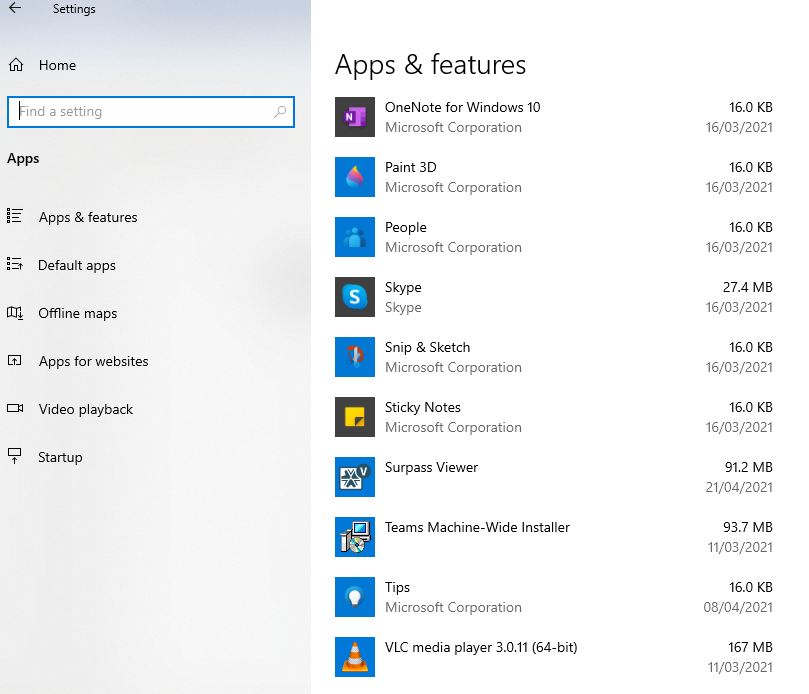 Settings
Home
Find a setting
Apps
Apps & features
Default apps
Offline maps
Apps for websites
Video playback
Startup
Apps & features
N
OneNote for Windows 10 16.0 KB
Microsoft Corporation 16/03/2021
Paint 3D 16.0 KB
Microsoft Corporation 16/03/2021
People 16.0 KB
Microsoft Corporation 16/03/2021
S
Skype 27.4 MB
Skype 16/03/2021
Snip & Sketch 16.0 KB
Microsoft Corporation 16/03/2021
Sticky Notes 16.0 KB
Microsoft Corporation 16/03/2021
V
Surpass Viewer 91.2 MB
21/04/2021
Teams Machine-Wide Installer 93.7 MB
11/03/2021
Tips 16.0 KB
Microsoft Corporation 08/04/2021
VLC media player 3.0.11 (64-bit) 167 MB
11/03/2021